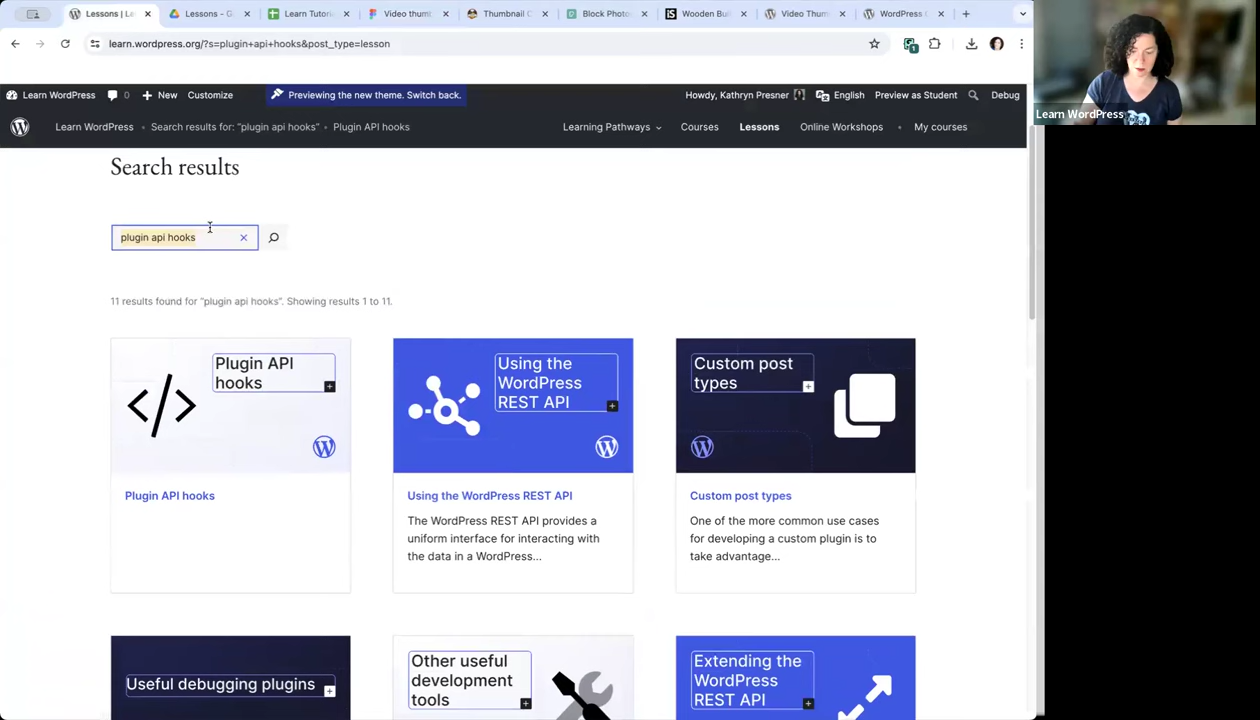 Lessons | L
Lessons - G
Learn Tutori
Video thumb
Thumbnail C
Block Photo
Wooden Buil
Video Thum
WordPress (
learn.wordpress.org/?s=plugin+api+hooks&post_type=lesson
1
Learn WordPress
0
New
Customize
Previewing the new theme. Switch back.
Howdy, Kathryn Presner
English
Preview as Student
Debug
Learn WordPress
Learn WordPress • Search results for: "plugin api hooks" • Plugin API hooks
Learning Pathways
Courses
Lessons
Online Workshops
• My courses
Search results
plugin api hooks
11 results found for "plugin api hooks". Showing results 1 to 11.
Plugin API
hooks
Using the
WordPress
REST API
Custom post
types
Plugin API hooks
Using the WordPress REST API
The WordPress REST API provides a
uniform interface for interacting with
the data in a WordPress...
Custom post types
One of the more common use cases
for developing a custom plugin is to
take advantage...
Useful debugging plugins
Other useful
development
tools
Extending the
WordPress
REST API